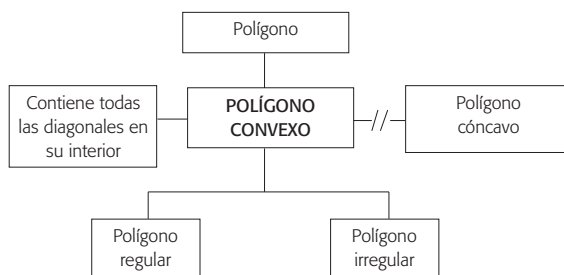 Polígono
Contiene todas
las diagonales en
su interior
POLÍGONO
CONVEXO
Polígono
cóncavo
Polígono
regular
Polígono
irregular